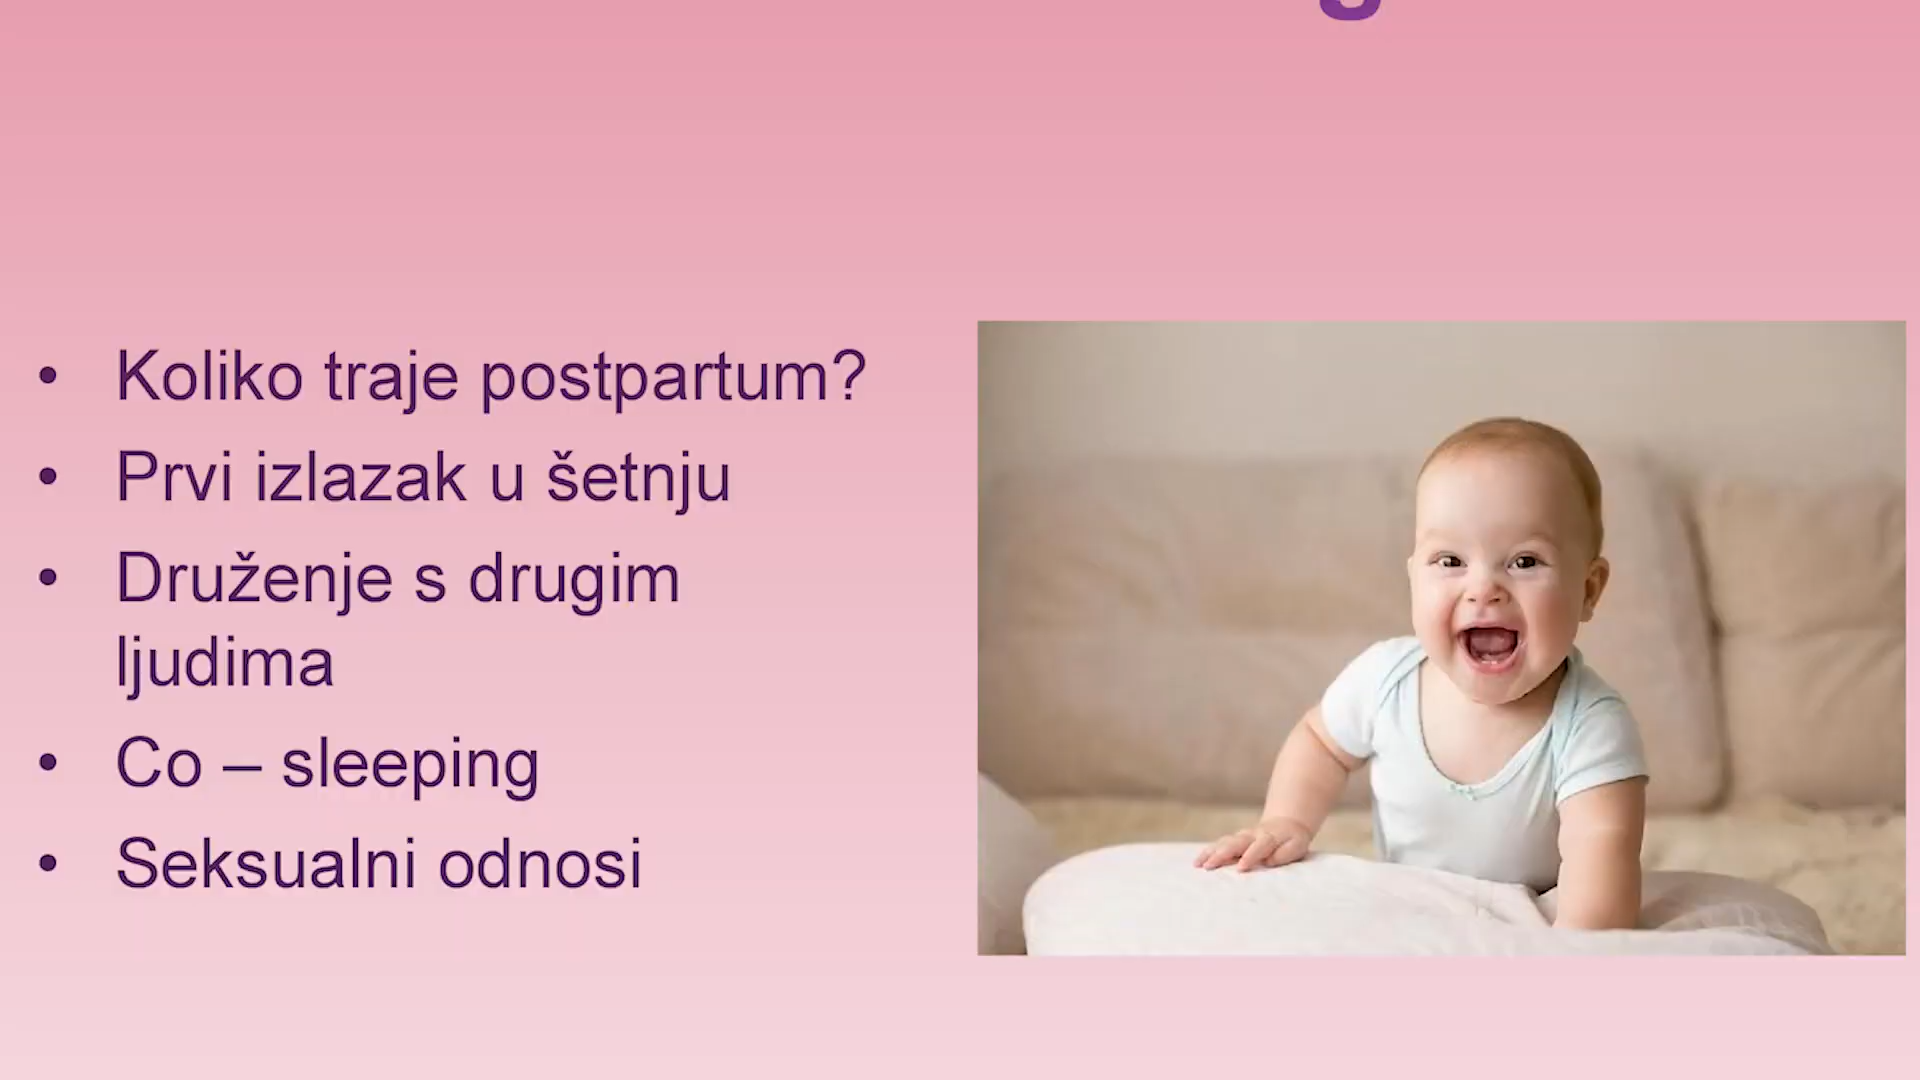 • Koliko traje postpartum?
• Prvi izlazak u šetnju
• Druženje s drugim
ljudima
• Co – sleeping
• Seksualni odnosi